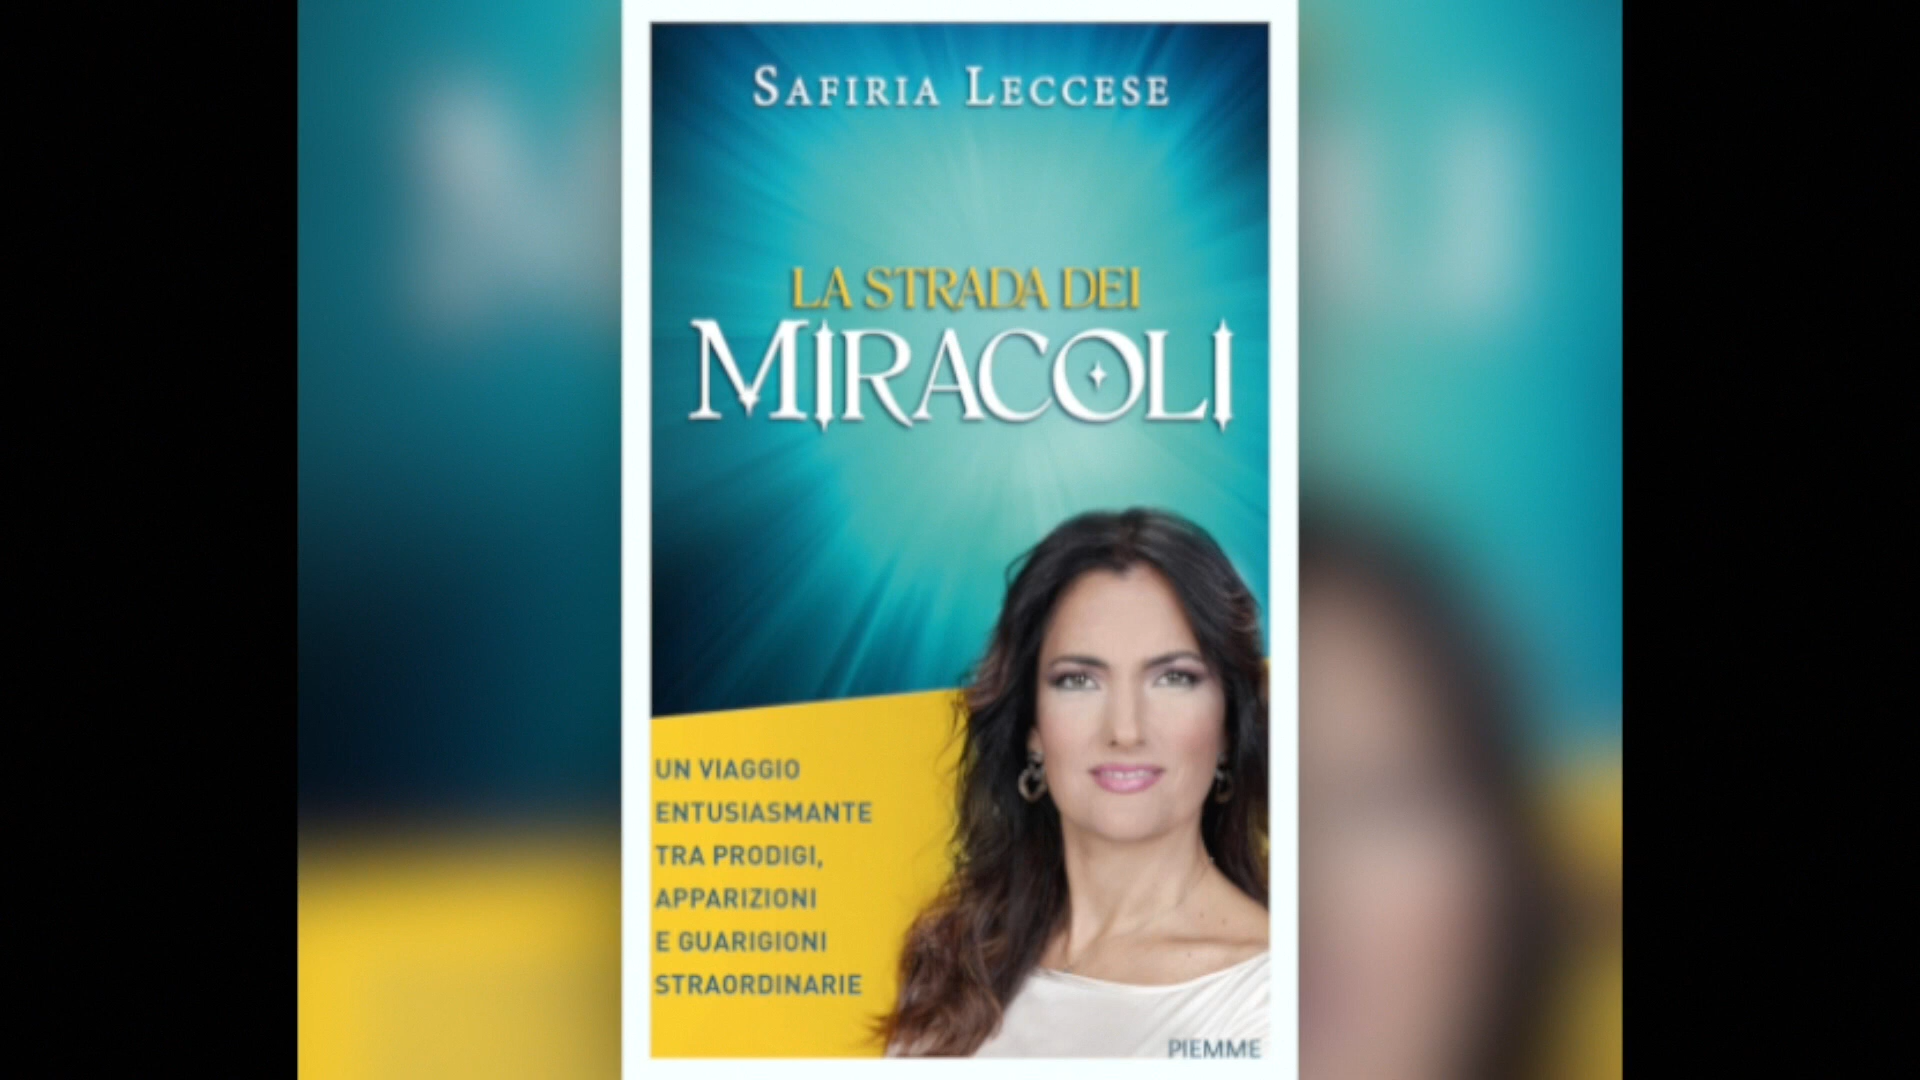 SAFIRIA LECCESE
LA STRADA DEI
MIRACOLI
UN VIAGGIO
ENTUSIASMANTE
TRA PRODIGI,
APPARIZIONI
E GUARIGIONI
STRAORDINARIE
PIEMME